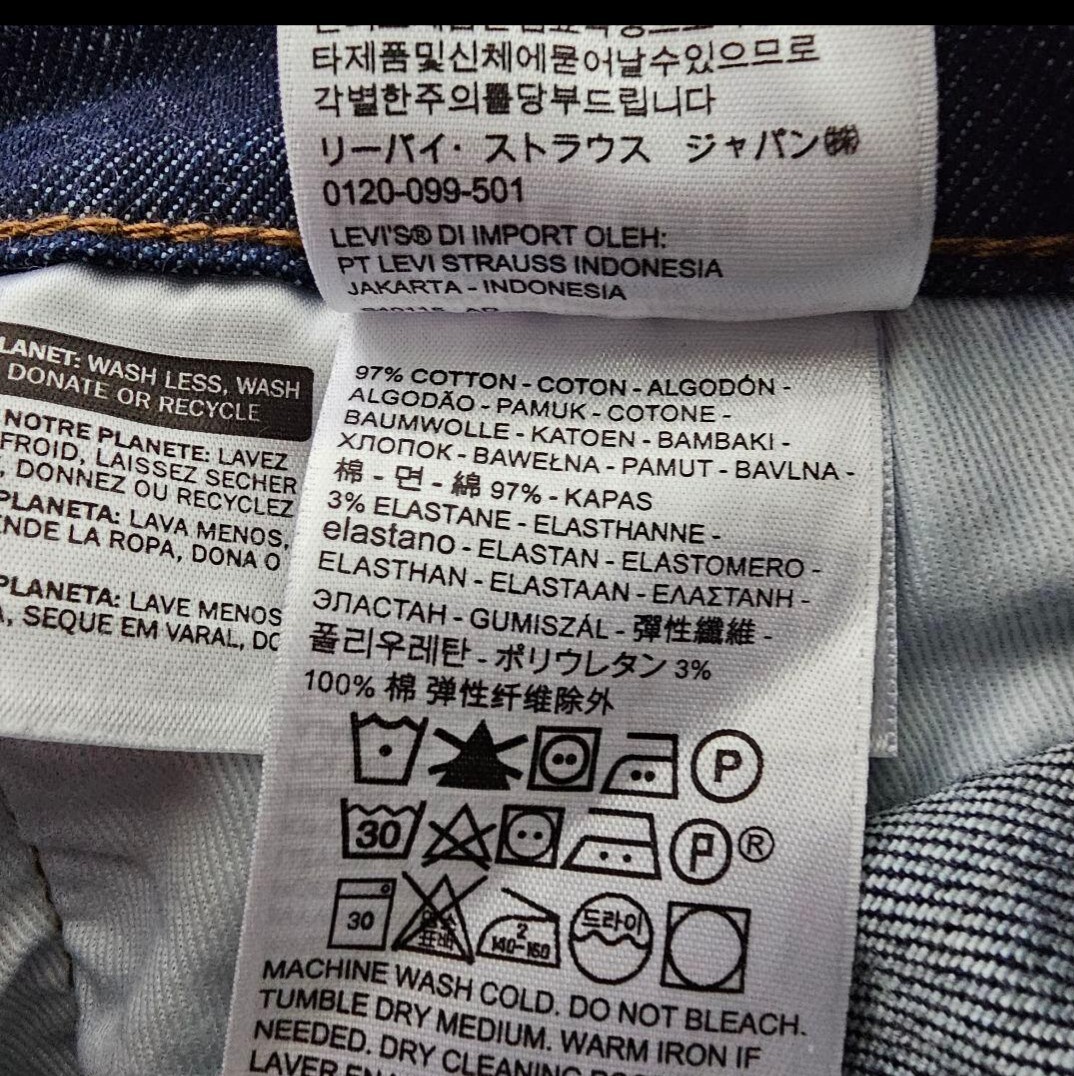 타제품및신체에묻어날수있으므로
각별한주의를당부드립니다
リーバイ· ストラウス ジャパン㈱
0120-099-501
LEVI'S® DI IMPORT OLEH:
PT LEVI STRAUSS INDONESIA
JAKARTA - INDONESIA
LANET: WASH LESS, WASH
DONATE OR RECYCLE
NOTRE PLANETE: LAVEZ
FROID, LAISSEZ SECHER
, DONNEZ OU RECYCLEZ
PLANETA: LAVA MENOS,
ENDE LA ROPA, DONA O
PLANETA: LAVE MENOS
A, SEQUE EM VARAL, DO
97% COTTON - COTON - ALGODÓN -
ALGODÃO - PAMUK - COTONE -
BAUMWOLLE - KATOEN - BAMBAKI -
ХЛОПОК - BAWEŁNA - PAMUT - BAVLNA -
棉 - 면 - 綿 97% - KAPAS
3% ELASTANE - ELASTHANNE -
elastano - ELASTAN - ELASTOMERO -
ELASTHAN - ELASTAAN - ΕΛΑΣΤΑΝΗ -
ЭЛАСТАН - GUMISZÁL - 彈性纖維 -
폴리우레탄 - ポリウレタン 3%
100% 棉 弹性纤维除外
P
30 P ®
30 염소 亜塩 2 140-160 드라이
MACHINE WASH COLD. DO NOT BLEACH.
TUMBLE DRY MEDIUM. WARM IRON IF
NEEDED. DRY CLEANING
LAVER EN